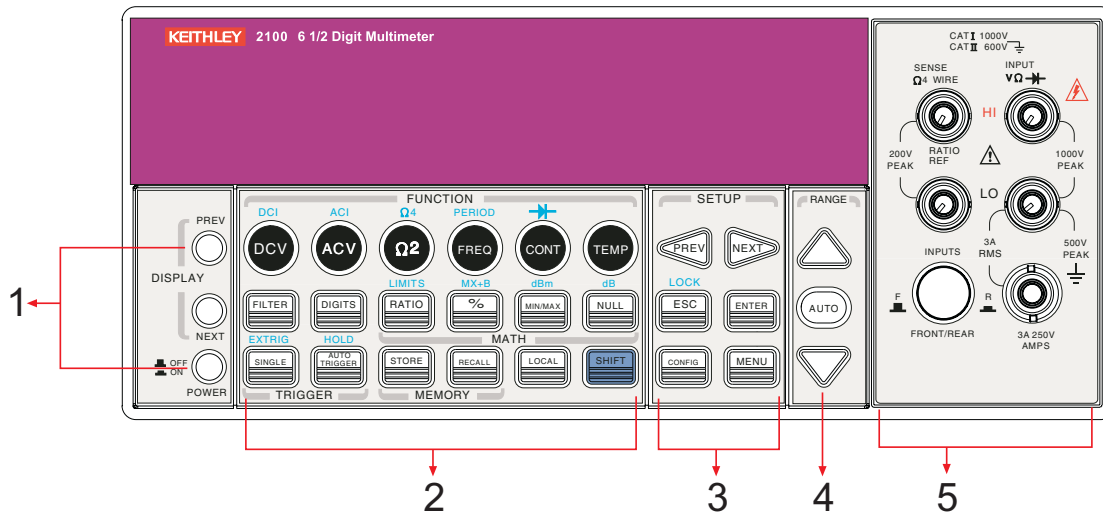 KEITHLEY 2100 6 1/2 Digit Multimeter
PREV
DISPLAY
NEXT
OFF
ON
POWER
FUNCTION
DCI ACI Ω4 PERIOD
DCV ACV Ω2 FREQ CONT TEMP
LIMITS MX+B dBm dB
FILTER DIGITS RATIO % MIN/MAX NULL
EXTRIG HOLD MATH
SINGLE AUTO TRIGGER STORE RECALL LOCAL SHIFT
TRIGGER MEMORY
SETUP
PREV NEXT
LOCK
ESC ENTER
CONFIG MENU
RANGE
AUTO
CAT I 1000V
CAT II 600V
SENSE
Ω4 WIRE
INPUT
VΩ
HI
RATIO
REF
200V
PEAK
1000V
PEAK
LO
INPUTS
3A
RMS
500V
PEAK
F
R
FRONT/REAR
3A 250V
AMPS
1
2
3
4
5